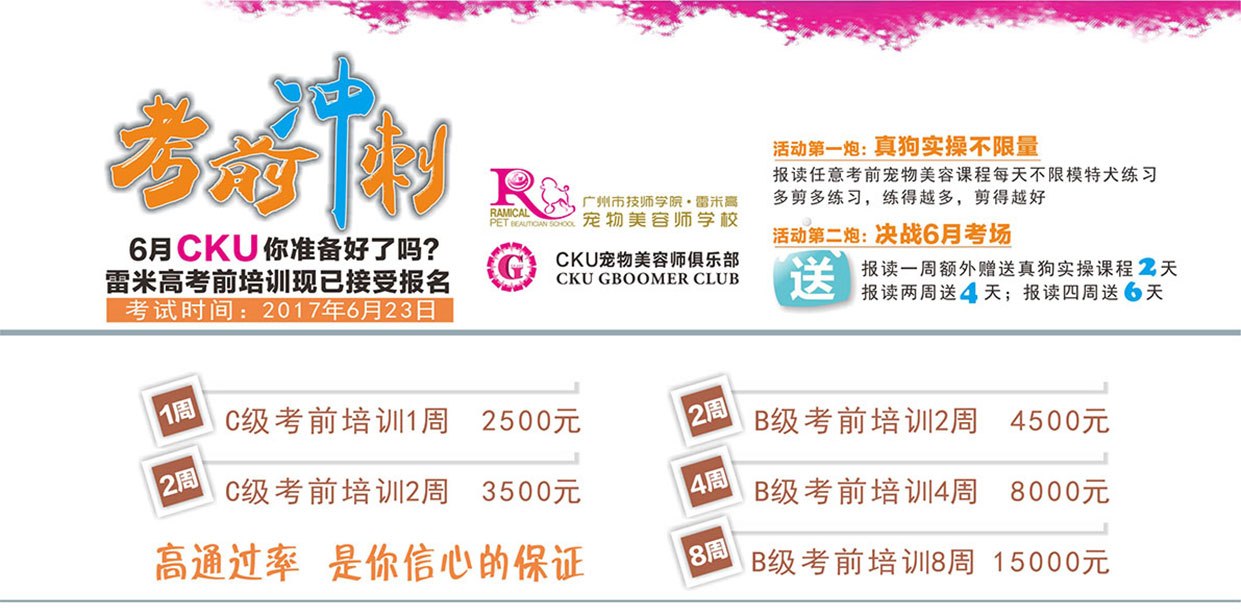 考前冲刺
6月CKU你准备好了吗?
雷米高考前培训现已接受报名
考试时间：2017年6月23日
R
RAMICAL
PET BEAUTICIAN SCHOOL
广州市技师学院·雷米高
宠物美容师学校
G
CKU宠物美容师俱乐部
CKU GBOOMER CLUB
活动第一炮：真狗实操不限量
报读任意考前宠物美容课程每天不限模特犬练习
多剪多练习，练得越多，剪得越好
活动第二炮：决战6月考场
送
报读一周额外赠送真狗实操课程2天
报读两周送4天；报读四周送6天
1周
C级考前培训1周 2500元
2周
C级考前培训2周 3500元
高通过率 是你信心的保证
2周
B级考前培训2周 4500元
4周
B级考前培训4周 8000元
8周
B级考前培训8周 15000元